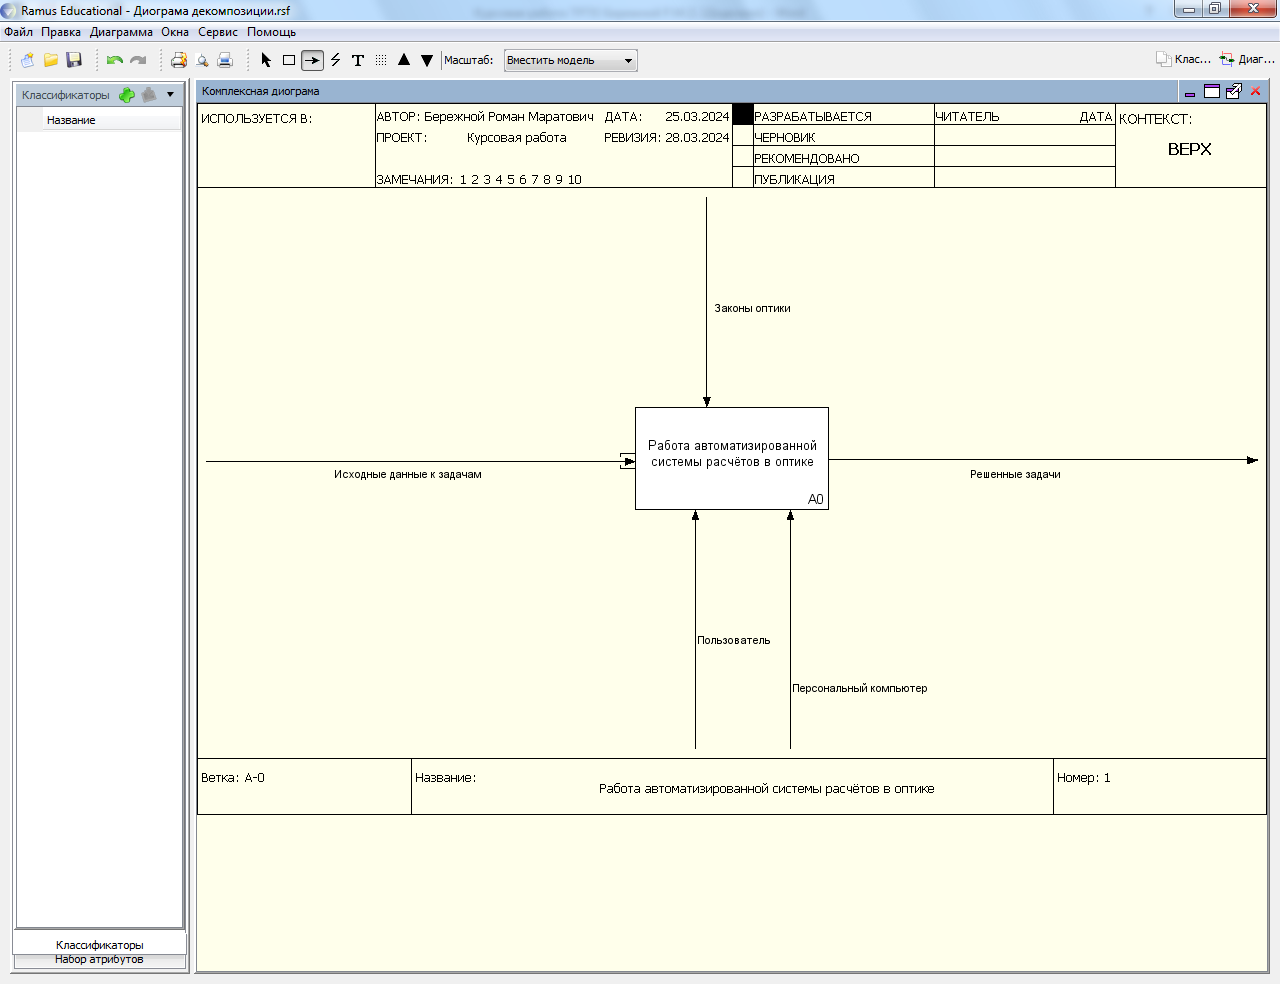 Ramus Educational - Диограма декомпозиции.rsf
Файл Правка Диаграмма Окна Сервис Помощь
Масштаб: Вместить модель Клас... Диаг...
Классификаторы
Название
Комплексная диограма
ИСПОЛЬЗУЕТСЯ В:
АВТОР: Бережной Роман Маратович ДАТА: 25.03.2024
ПРОЕКТ: Курсовая работа РЕВИЗИЯ: 28.03.2024
ЗАМЕЧАНИЯ: 1 2 3 4 5 6 7 8 9 10
РАЗРАБАТЫВАЕТСЯ
ЧЕРНОВИК
РЕКОМЕНДОВАНО
ПУБЛИКАЦИЯ
ЧИТАТЕЛЬ ДАТА
КОНТЕКСТ:
ВЕРХ
Законы оптики
Работа автоматизированной
системы расчётов в оптике
A0
Исходные данные к задачам
Решенные задачи
Пользователь
Персональный компьютер
Ветка: A-0
Название:
Работа автоматизированной системы расчётов в оптике
Номер: 1
Классификаторы
Набор атрибутов